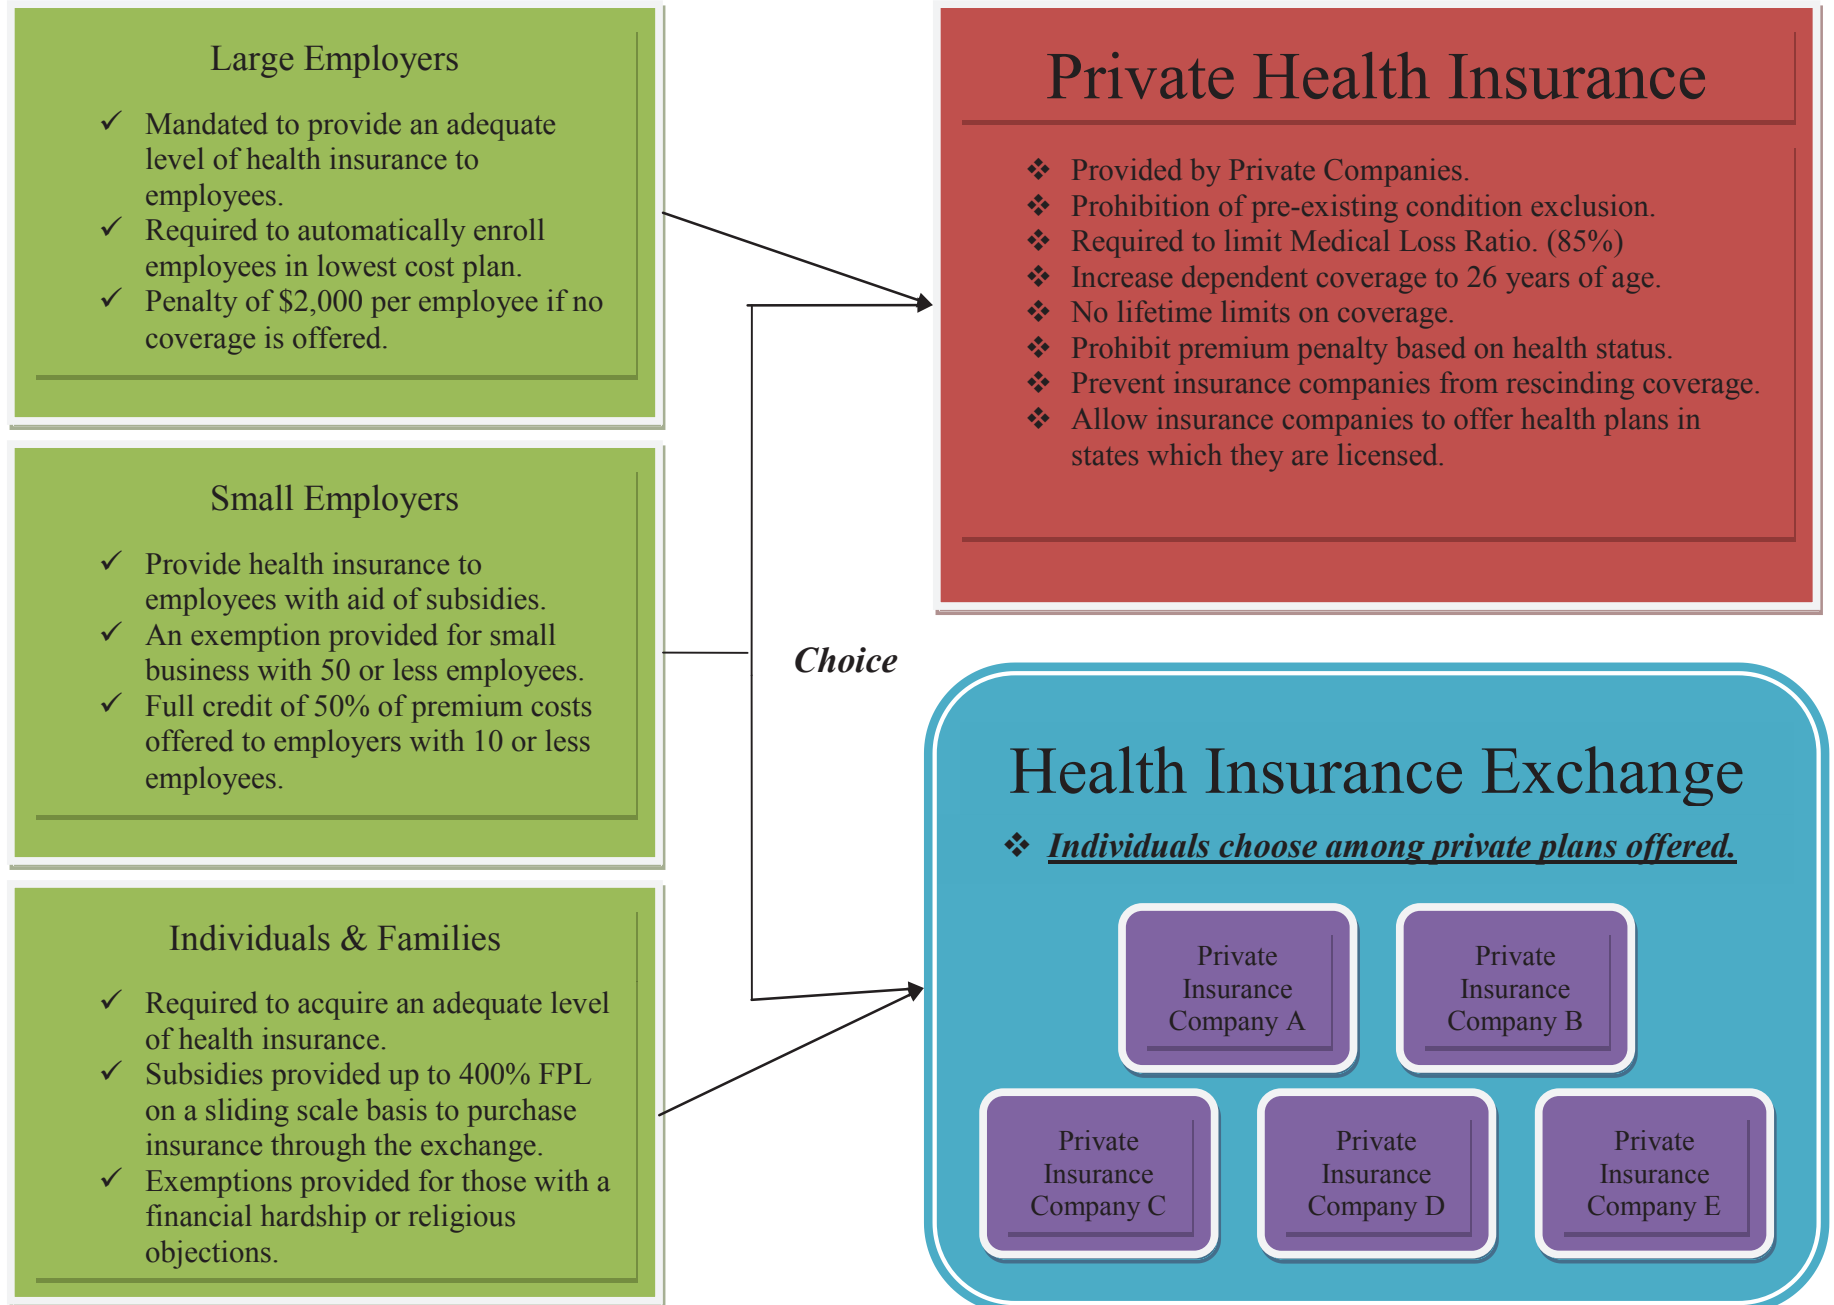 Large Employers
✓ Mandated to provide an adequate
level of health insurance to
employees.
✓ Required to automatically enroll
employees in lowest cost plan.
✓ Penalty of $2,000 per employee if no
coverage is offered.
Small Employers
✓ Provide health insurance to
employees with aid of subsidies.
✓ An exemption provided for small
business with 50 or less employees.
✓ Full credit of 50% of premium costs
offered to employers with 10 or less
employees.
Individuals & Families
✓ Required to acquire an adequate level
of health insurance.
✓ Subsidies provided up to 400% FPL
on a sliding scale basis to purchase
insurance through the exchange.
✓ Exemptions provided for those with a
financial hardship or religious
objections.
Choice
Private Health Insurance
❖ Provided by Private Companies.
❖ Prohibition of pre-existing condition exclusion.
❖ Required to limit Medical Loss Ratio. (85%)
❖ Increase dependent coverage to 26 years of age.
❖ No lifetime limits on coverage.
❖ Prohibit premium penalty based on health status.
❖ Prevent insurance companies from rescinding coverage.
❖ Allow insurance companies to offer health plans in
states which they are licensed.
Health Insurance Exchange
❖ Individuals choose among private plans offered.
Private
Insurance
Company A
Private
Insurance
Company B
Private
Insurance
Company C
Private
Insurance
Company D
Private
Insurance
Company E